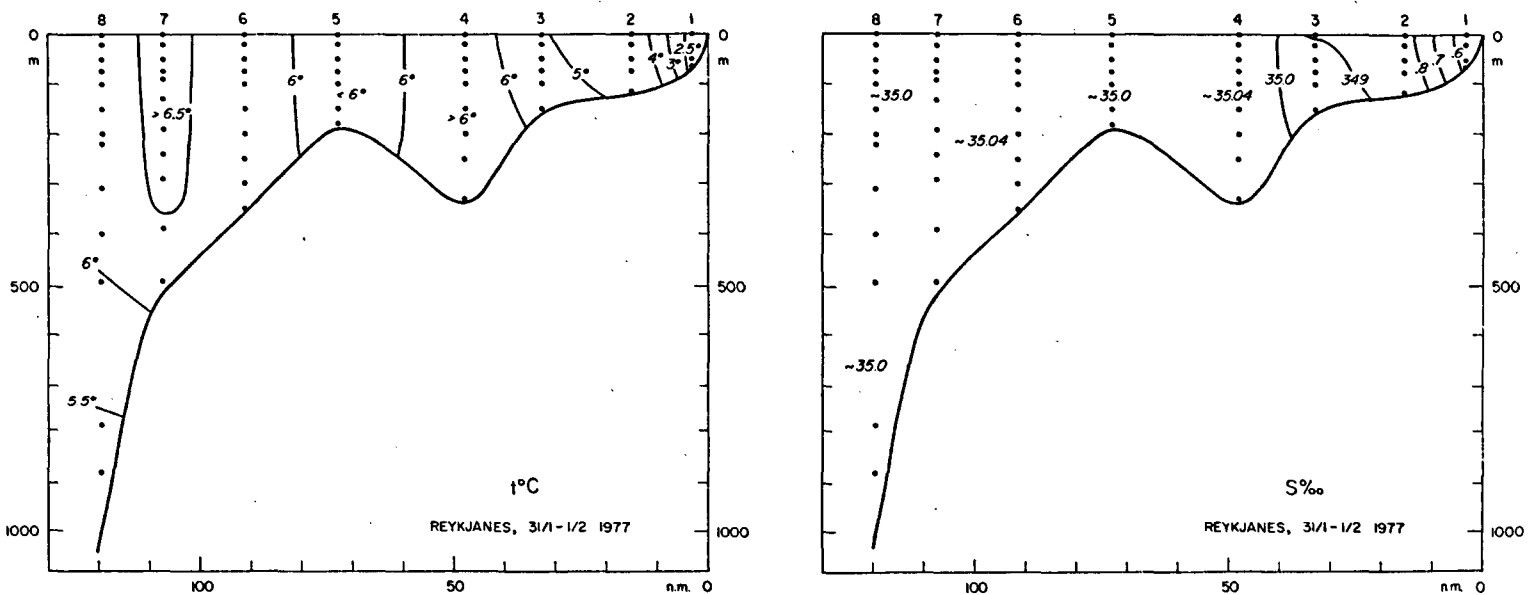 8 7 6 5 4 3 2 1
0 0
m
4° 3° 2.5°
6° < 6° 6° 6° 5°
> 6.5° > 6°
6°
500 500
5.5°
t°C
REYKJANES, 31/1-1/2 1977
1000 1000
100 50 n.m. 0
8 7 6 5 4 3 2 1
0 0
m
.8 .7 .6
35.0 349
~35.0 ~35.0 ~35.04
~35.04
500 500
~35.0
S‰
REYKJANES, 31/1-1/2 1977
1000 1000
100 50 n.m. 0